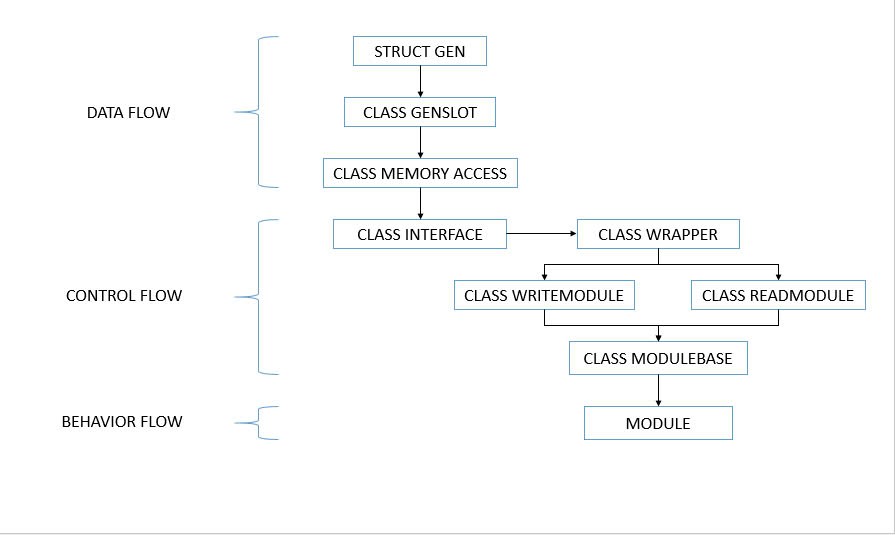 STRUCT GEN
DATA FLOW
CLASS GENSLOT
CLASS MEMORY ACCESS
CLASS INTERFACE
CLASS WRAPPER
CONTROL FLOW
CLASS WRITEMODULE
CLASS READMODULE
CLASS MODULEBASE
BEHAVIOR FLOW
MODULE